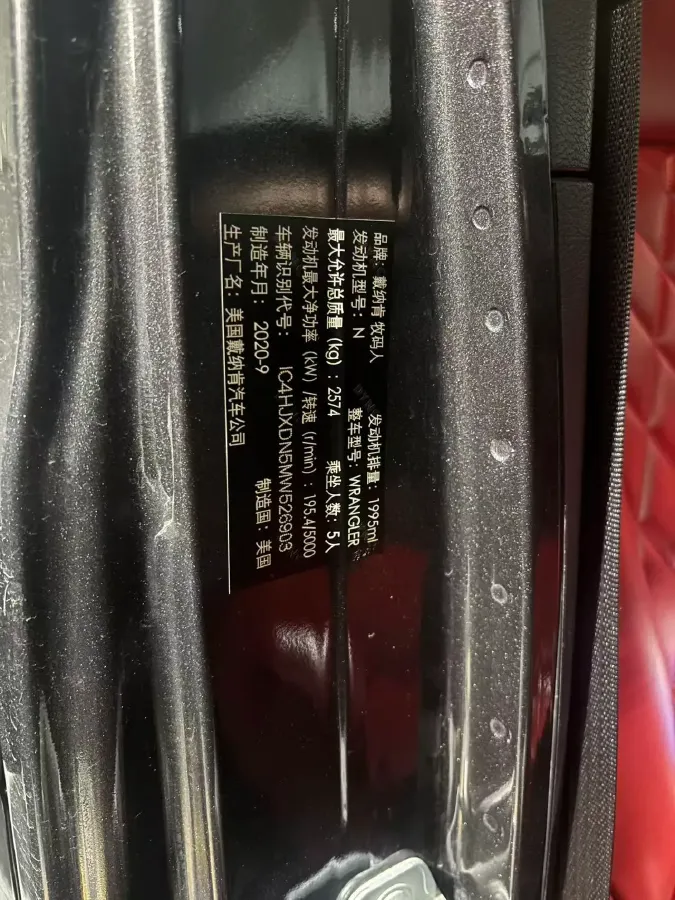 品牌：戴纳肯 牧码人 发动机排量：1995ml
发动机型号：N 整车型号：WRANGLER
最大允许总质量（kg）：2574 乘坐人数：5人
发动机最大净功率（kW）/转速（r/min）：195.4/5000
车辆识别代号：1C4HJXDN5MW526903
制造年月：2020-9 制造国：美国
生产厂名：美国戴纳肯汽车公司